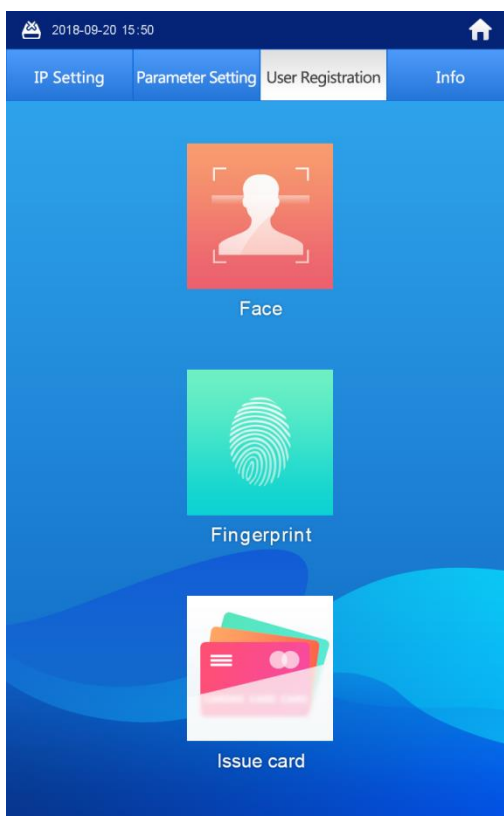 2018-09-20 15:50
IP Setting Parameter Setting User Registration Info
Face
Fingerprint
Issue card